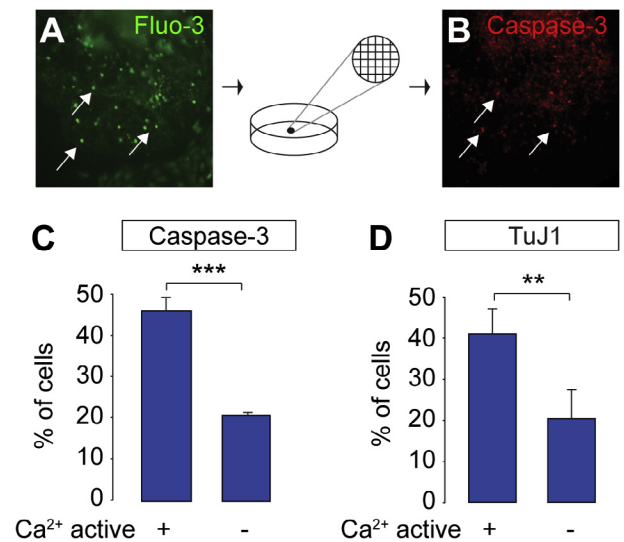 A Fluo-3
B Caspase-3
C Caspase-3
***
% of cells
50
40
30
20
10
0
Ca²⁺ active + -
D TuJ1
**
% of cells
50
40
30
20
10
0
Ca²⁺ active + -